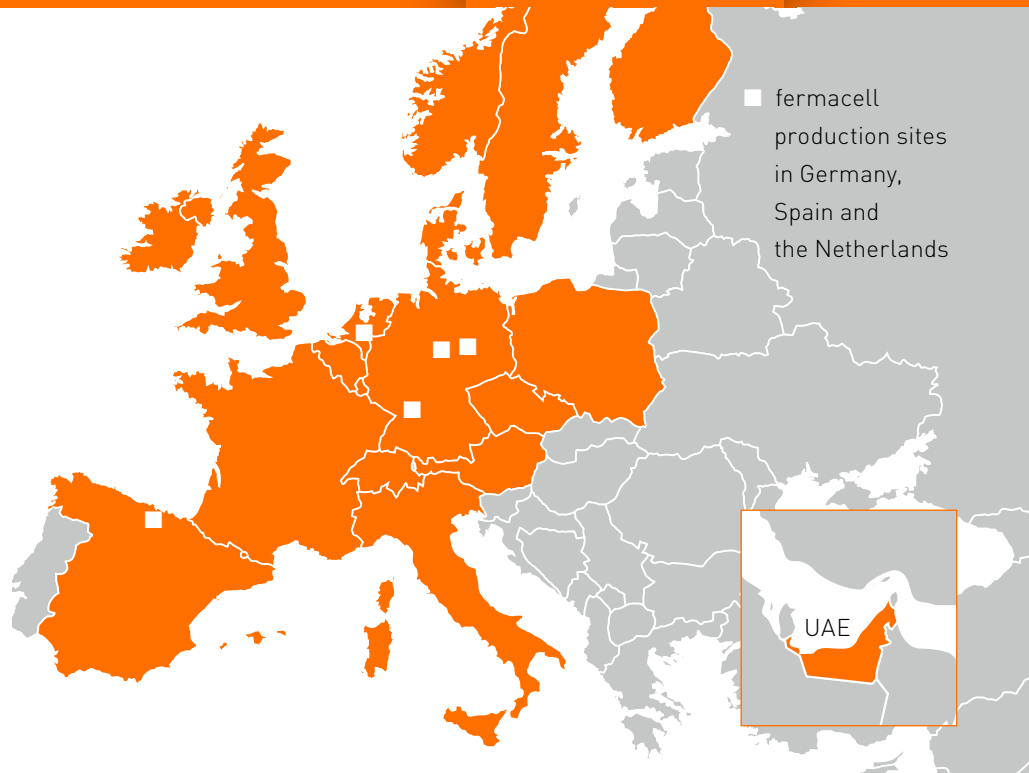 fermacell
production sites
in Germany,
Spain and
the Netherlands
UAE